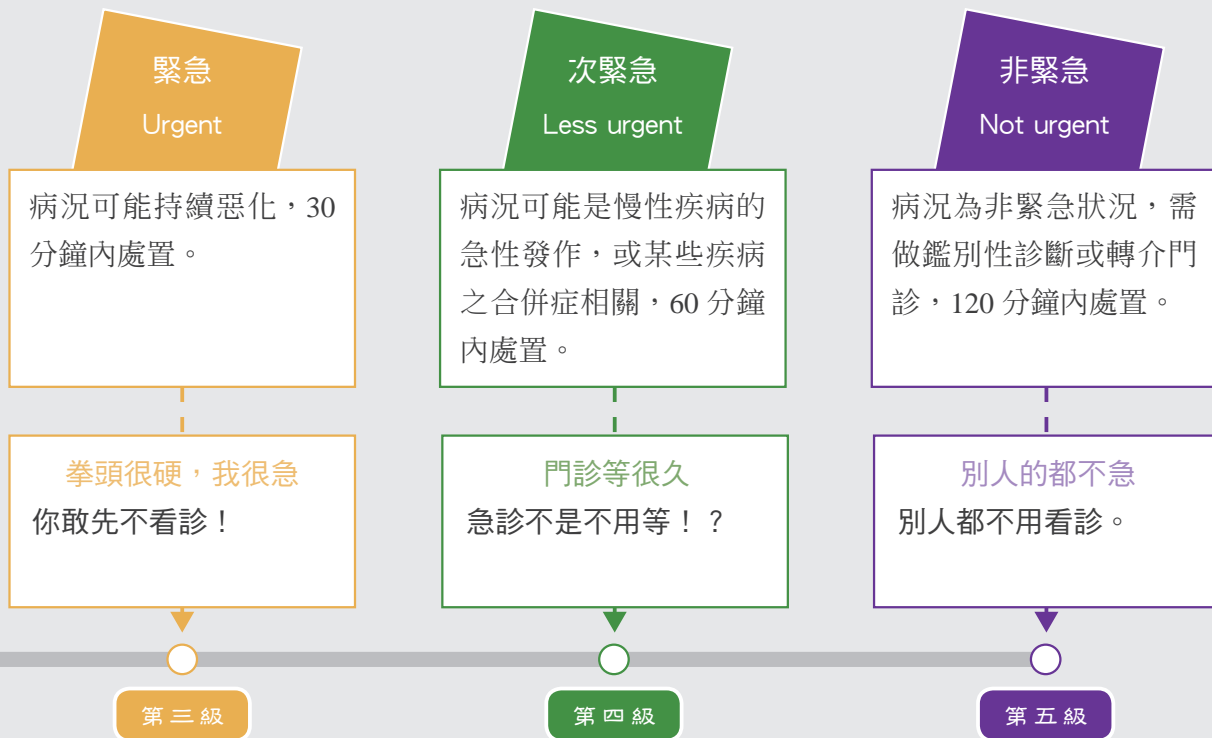 緊急
Urgent
病況可能持續惡化，30
分鐘內處置。
拳頭很硬，我很急
你敢先不看診！
第三級
次緊急
Less urgent
病況可能是慢性疾病的
急性發作，或某些疾病
之合併症相關，60 分鐘
內處置。
門診等很久
急診不是不用等！？
第四級
非緊急
Not urgent
病況為非緊急狀況，需
做鑑別性診斷或轉介門
診，120 分鐘內處置。
別人的都不急
別人都不用看診。
第五級